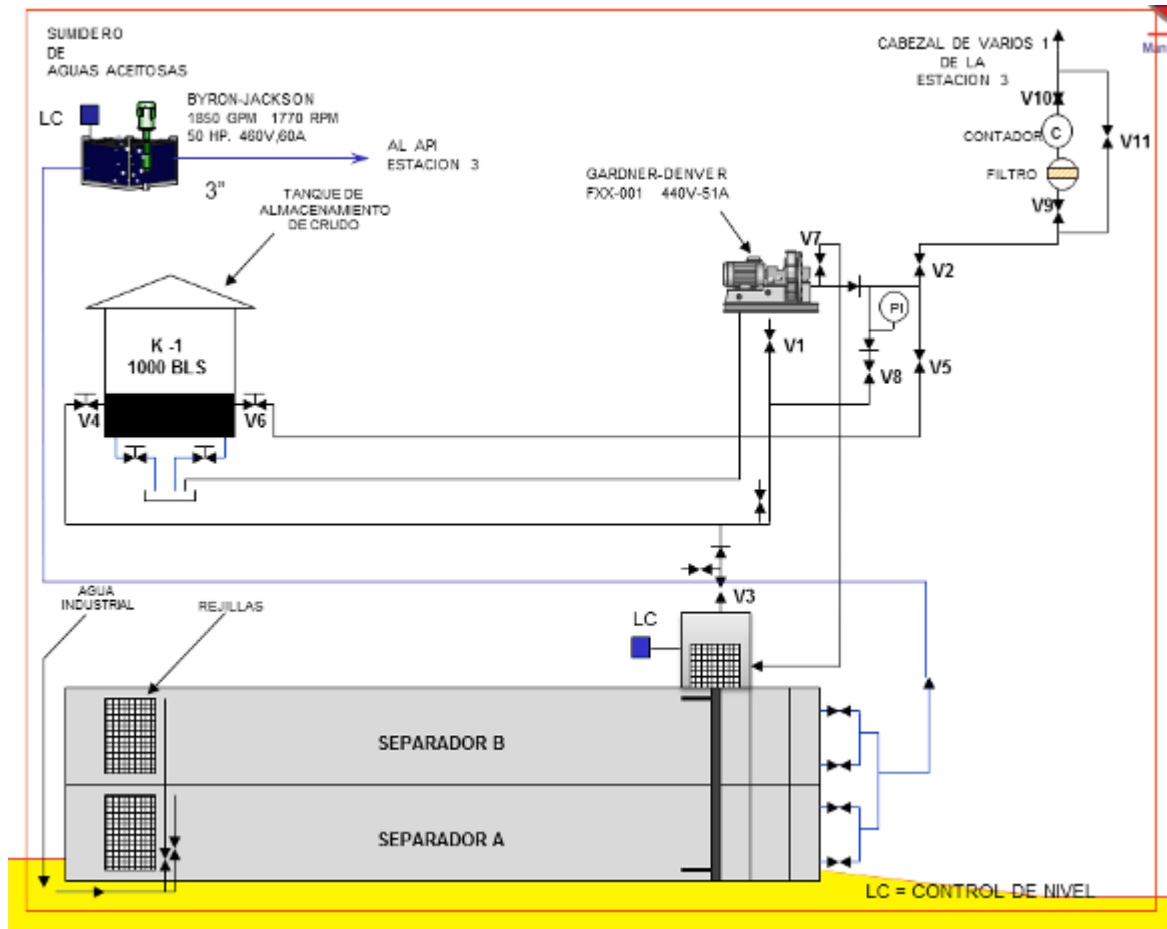 SUMIDERO
DE
AGUAS ACEITOSAS
LC
BYRON-JACKSON
1850 GPM 1770 RPM
50 HP. 460V,60A
AL API
ESTACION 3
3"
TANQUE DE
ALMACENAMIENTO
DE CRUDO
GARDNER-DENVER
FXX-001 440V-51A
CABEZAL DE VARIOS 1
DE LA
ESTACION 3
V10
CONTADOR
C
V11
FILTRO
V9
V7
V2
PI
V1
V8
V5
K -1
1000 BLS
V4
V6
AGUA
INDUSTRIAL
REJILLAS
V3
LC
SEPARADOR B
SEPARADOR A
LC = CONTROL DE NIVEL